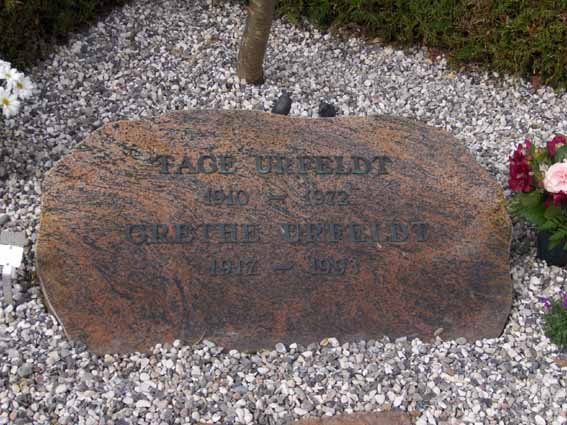 TAGE URFELDT
1910 — 1972
GRETHE URFELDT
1917 — 1993